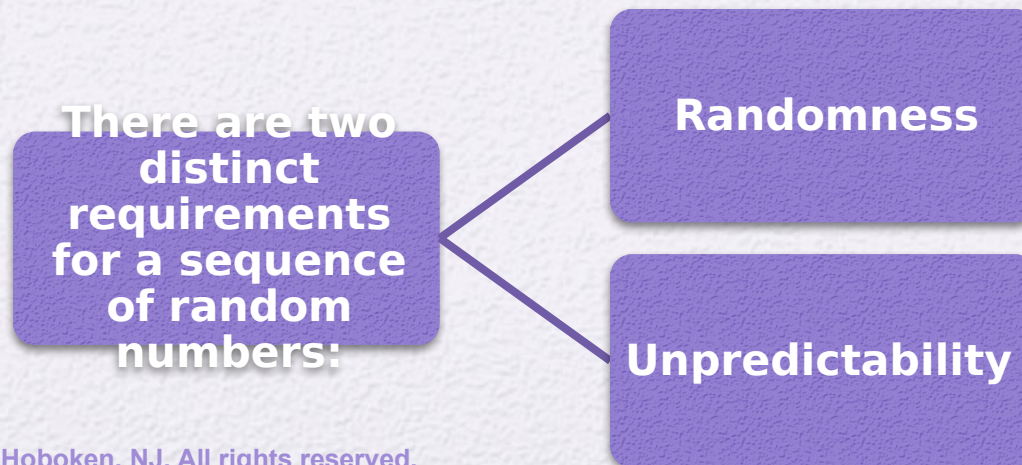 There are two
distinct
requirements
for a sequence
of random
numbers:
Randomness
Unpredictability
Hoboken, NJ. All rights reserved.